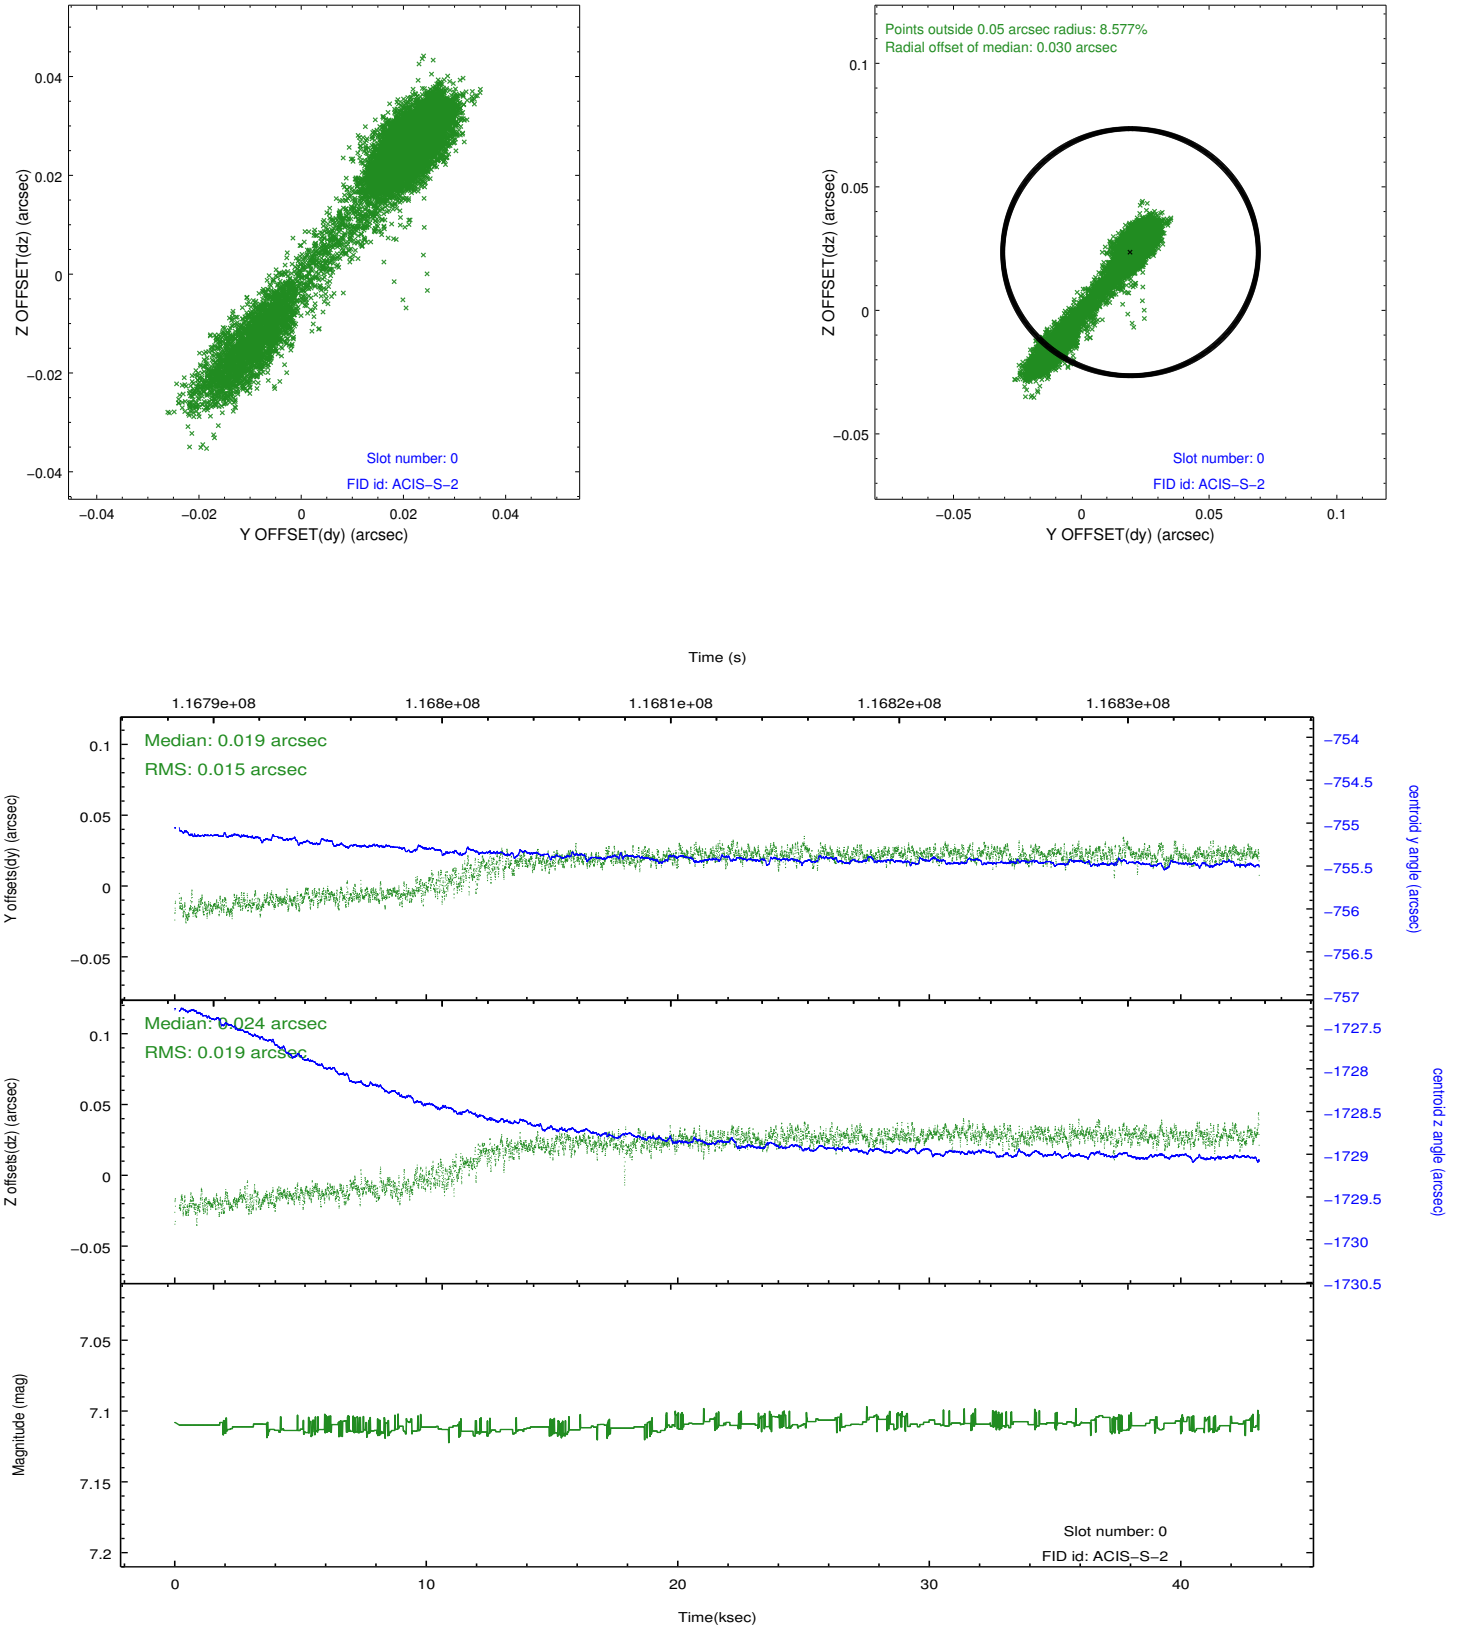 0.04
0.02
0
−0.02
−0.04
Z OFFSET(dz) (arcsec)
−0.04
−0.02
0
0.02
0.04
Y OFFSET(dy) (arcsec)
Slot number: 0
FID id: ACIS−S−2
Points outside 0.05 arcsec radius: 8.577%
Radial offset of median: 0.030 arcsec
0.1
0.05
0
−0.05
Z OFFSET(dz) (arcsec)
−0.05
0
0.05
0.1
Y OFFSET(dy) (arcsec)
Slot number: 0
FID id: ACIS−S−2
Time (s)
1.1679e+08
1.168e+08
1.1681e+08
1.1682e+08
1.1683e+08
Median: 0.019 arcsec
RMS: 0.015 arcsec
0.1
0.05
0
−0.05
Y offsets(dy) (arcsec)
−754
−754.5
−755
−755.5
−756
−756.5
−757
centroid y angle (arcsec)
Median: 0.024 arcsec
RMS: 0.019 arcsec
0.1
0.05
0
−0.05
Z offsets(dz) (arcsec)
−1727.5
−1728
−1728.5
−1729
−1729.5
−1730
−1730.5
centroid z angle (arcsec)
7.05
7.1
7.15
7.2
Magnitude (mag)
Slot number: 0
FID id: ACIS−S−2
0
10
20
30
40
Time(ksec)